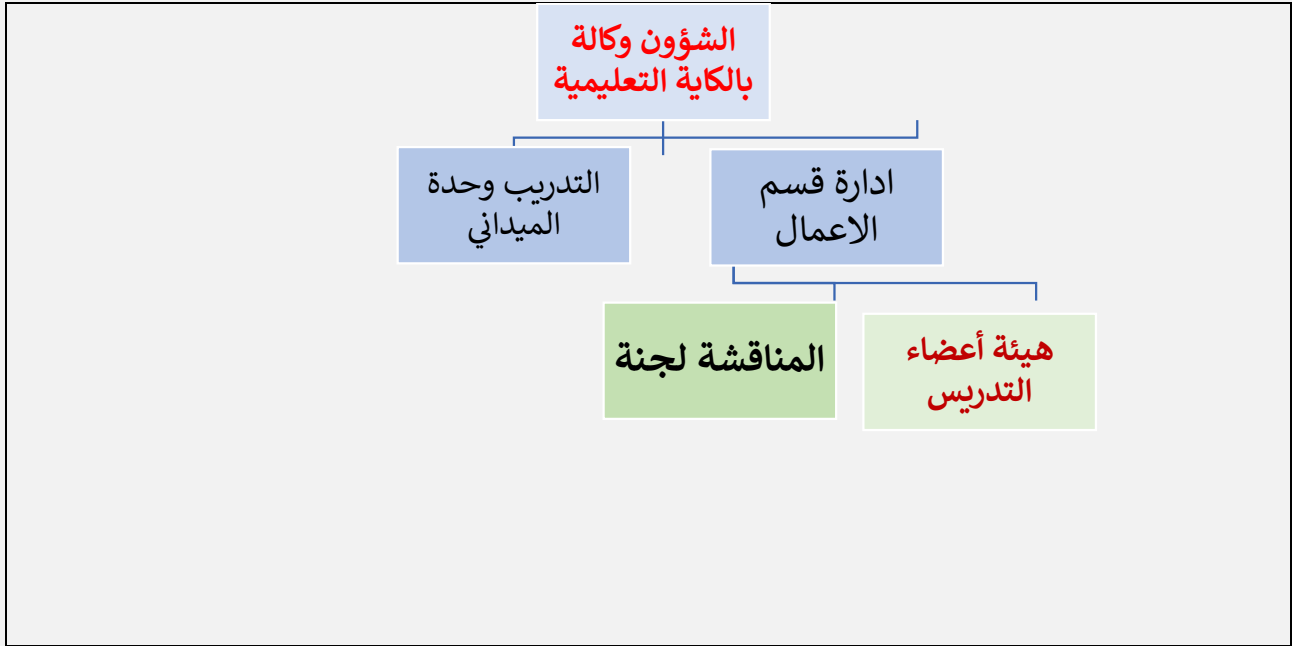 الشؤون وكالة
بالكاية التعليمية
ادارة قسم
الاعمال
التدريب وحدة
الميداني
هيئة أعضاء
التدريس
المناقشة لجنة